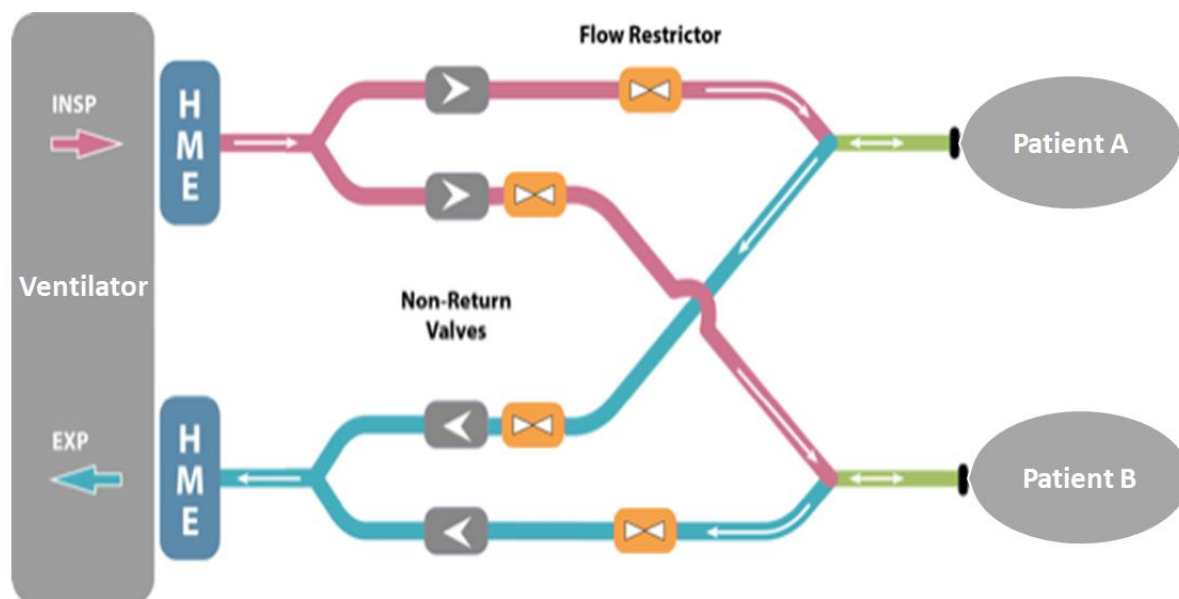 Flow Restrictor
INSP
H
M
E
Patient A
Ventilator
Non-Return
Valves
EXP
H
M
E
Patient B